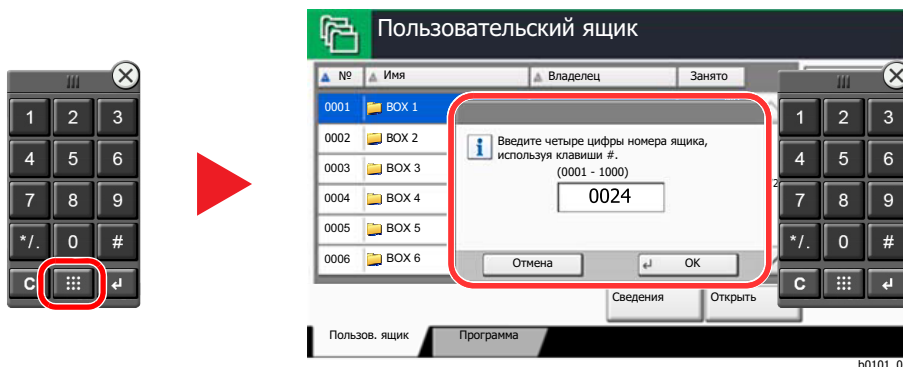 1 2 3
4 5 6
7 8 9
*/. 0 #
C
Пользовательский ящик
№ Имя Владелец Занято
0001 BOX 1
0002 BOX 2
0003 BOX 3
0004 BOX 4
0005 BOX 5
0006 BOX 6
Введите четыре цифры номера ящика,
используя клавиши #.
(0001 - 1000)
0024
Отмена OK
1 2 3
4 5 6
7 8 9
*/. 0 #
C
Сведения Открыть
Пользов. ящик Программа
b0101_0